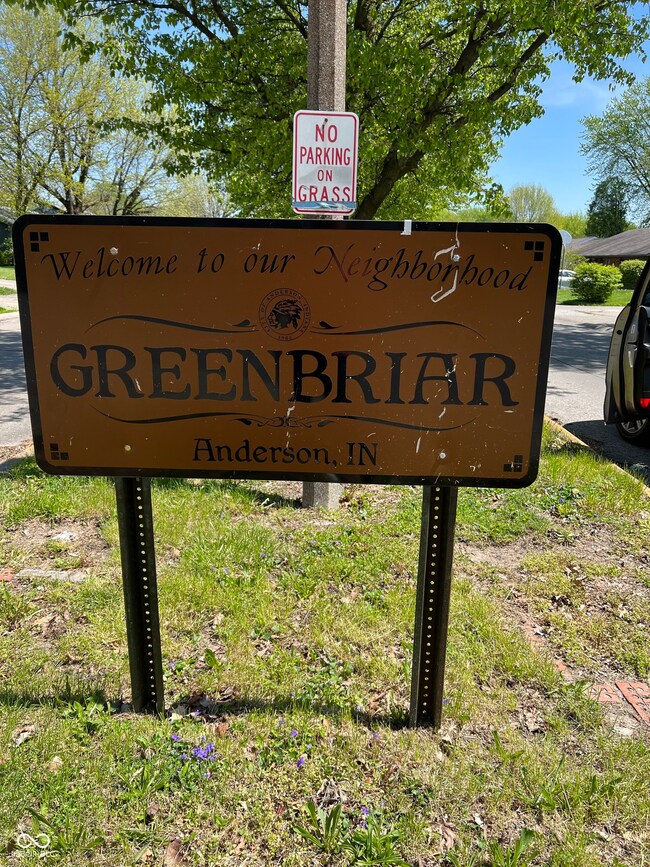 NO
PARKING
ON
GRASS
Welcome to our Neighborhood
GREENBRIAR
Anderson, IN